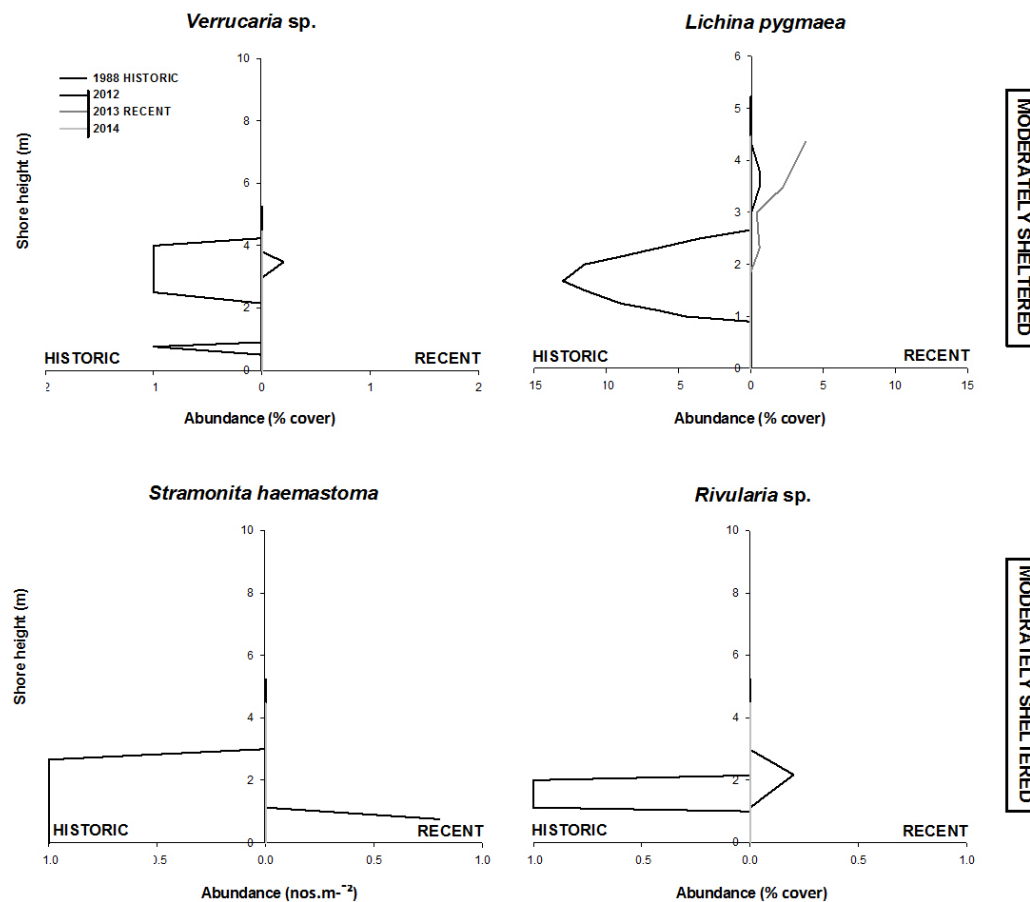 Verrucaria sp.
10
8
6
4
2
0
Shore height (m)
1988 HISTORIC
2012
2013 RECENT
2014
HISTORIC
RECENT
2 1 0 1 2
Abundance (% cover)
Lichina pygmaea
6
5
4
3
2
1
0
HISTORIC
RECENT
15 10 5 0 5 10 15
Abundance (% cover)
MODERATELY SHELTERED
Stramonita haemastoma
10
8
6
4
2
0
Shore height (m)
HISTORIC
RECENT
1.0 0.5 0.0 0.5 1.0
Abundance (nos.m-⁻²)
Rivularia sp.
10
8
6
4
2
0
HISTORIC
RECENT
1.0 0.5 0.0 0.5 1.0
Abundance (% cover)
MODERATELY SHELTERED